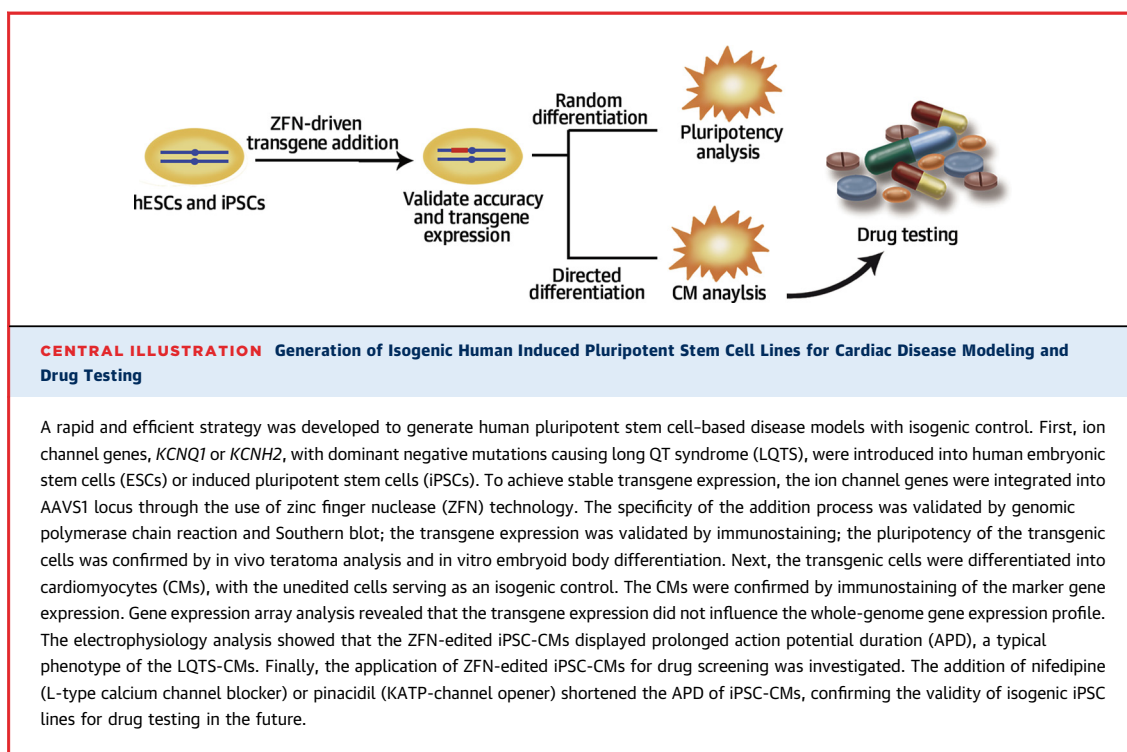 ZFN-driven
transgene addition
hESCs and iPSCs
Validate accuracy
and transgene
expression
Random
differentiation
Pluripotency
analysis
Directed
differentiation
CM anaylsis
Drug testing
CENTRAL ILLUSTRATION Generation of Isogenic Human Induced Pluripotent Stem Cell Lines for Cardiac Disease Modeling and
Drug Testing
A rapid and efficient strategy was developed to generate human pluripotent stem cell–based disease models with isogenic control. First, ion
channel genes, KCNQ1 or KCNH2, with dominant negative mutations causing long QT syndrome (LQTS), were introduced into human embryonic
stem cells (ESCs) or induced pluripotent stem cells (iPSCs). To achieve stable transgene expression, the ion channel genes were integrated into
AAVS1 locus through the use of zinc finger nuclease (ZFN) technology. The specificity of the addition process was validated by genomic
polymerase chain reaction and Southern blot; the transgene expression was validated by immunostaining; the pluripotency of the transgenic
cells was confirmed by in vivo teratoma analysis and in vitro embryoid body differentiation. Next, the transgenic cells were differentiated into
cardiomyocytes (CMs), with the unedited cells serving as an isogenic control. The CMs were confirmed by immunostaining of the marker gene
expression. Gene expression array analysis revealed that the transgene expression did not influence the whole-genome gene expression profile.
The electrophysiology analysis showed that the ZFN-edited iPSC-CMs displayed prolonged action potential duration (APD), a typical
phenotype of the LQTS-CMs. Finally, the application of ZFN-edited iPSC-CMs for drug screening was investigated. The addition of nifedipine
(L-type calcium channel blocker) or pinacidil (KATP-channel opener) shortened the APD of iPSC-CMs, confirming the validity of isogenic iPSC
lines for drug testing in the future.